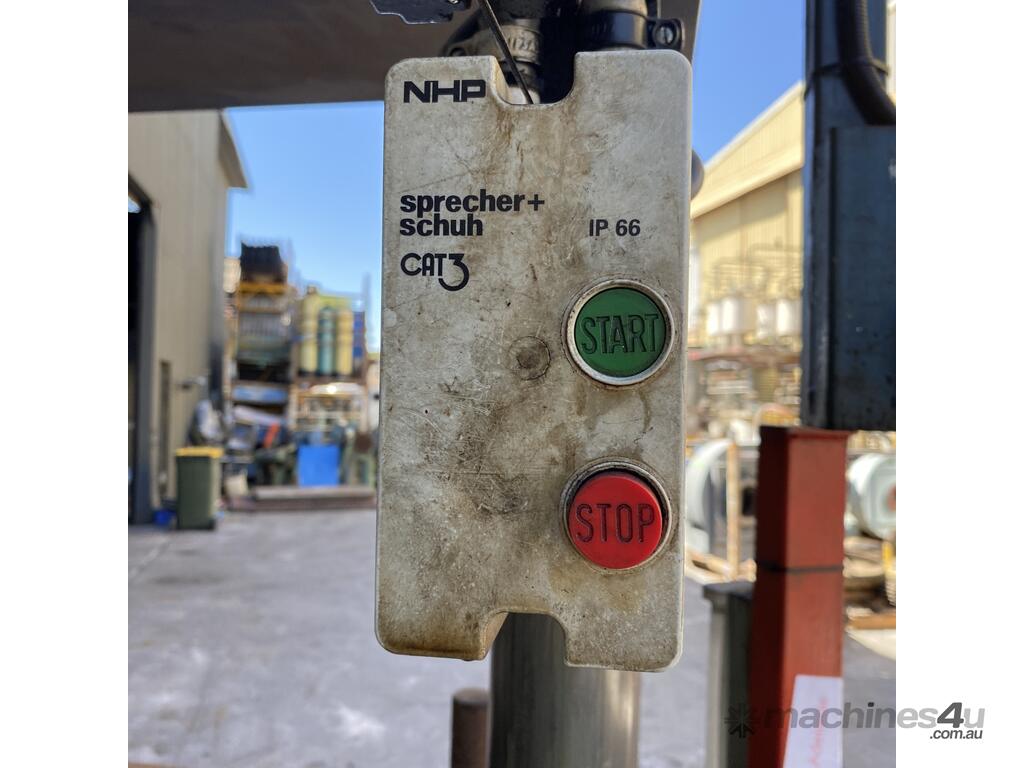 NHP
sprecher+
schuh
IP 66
CAT3
START
STOP
machines4u
.com.au